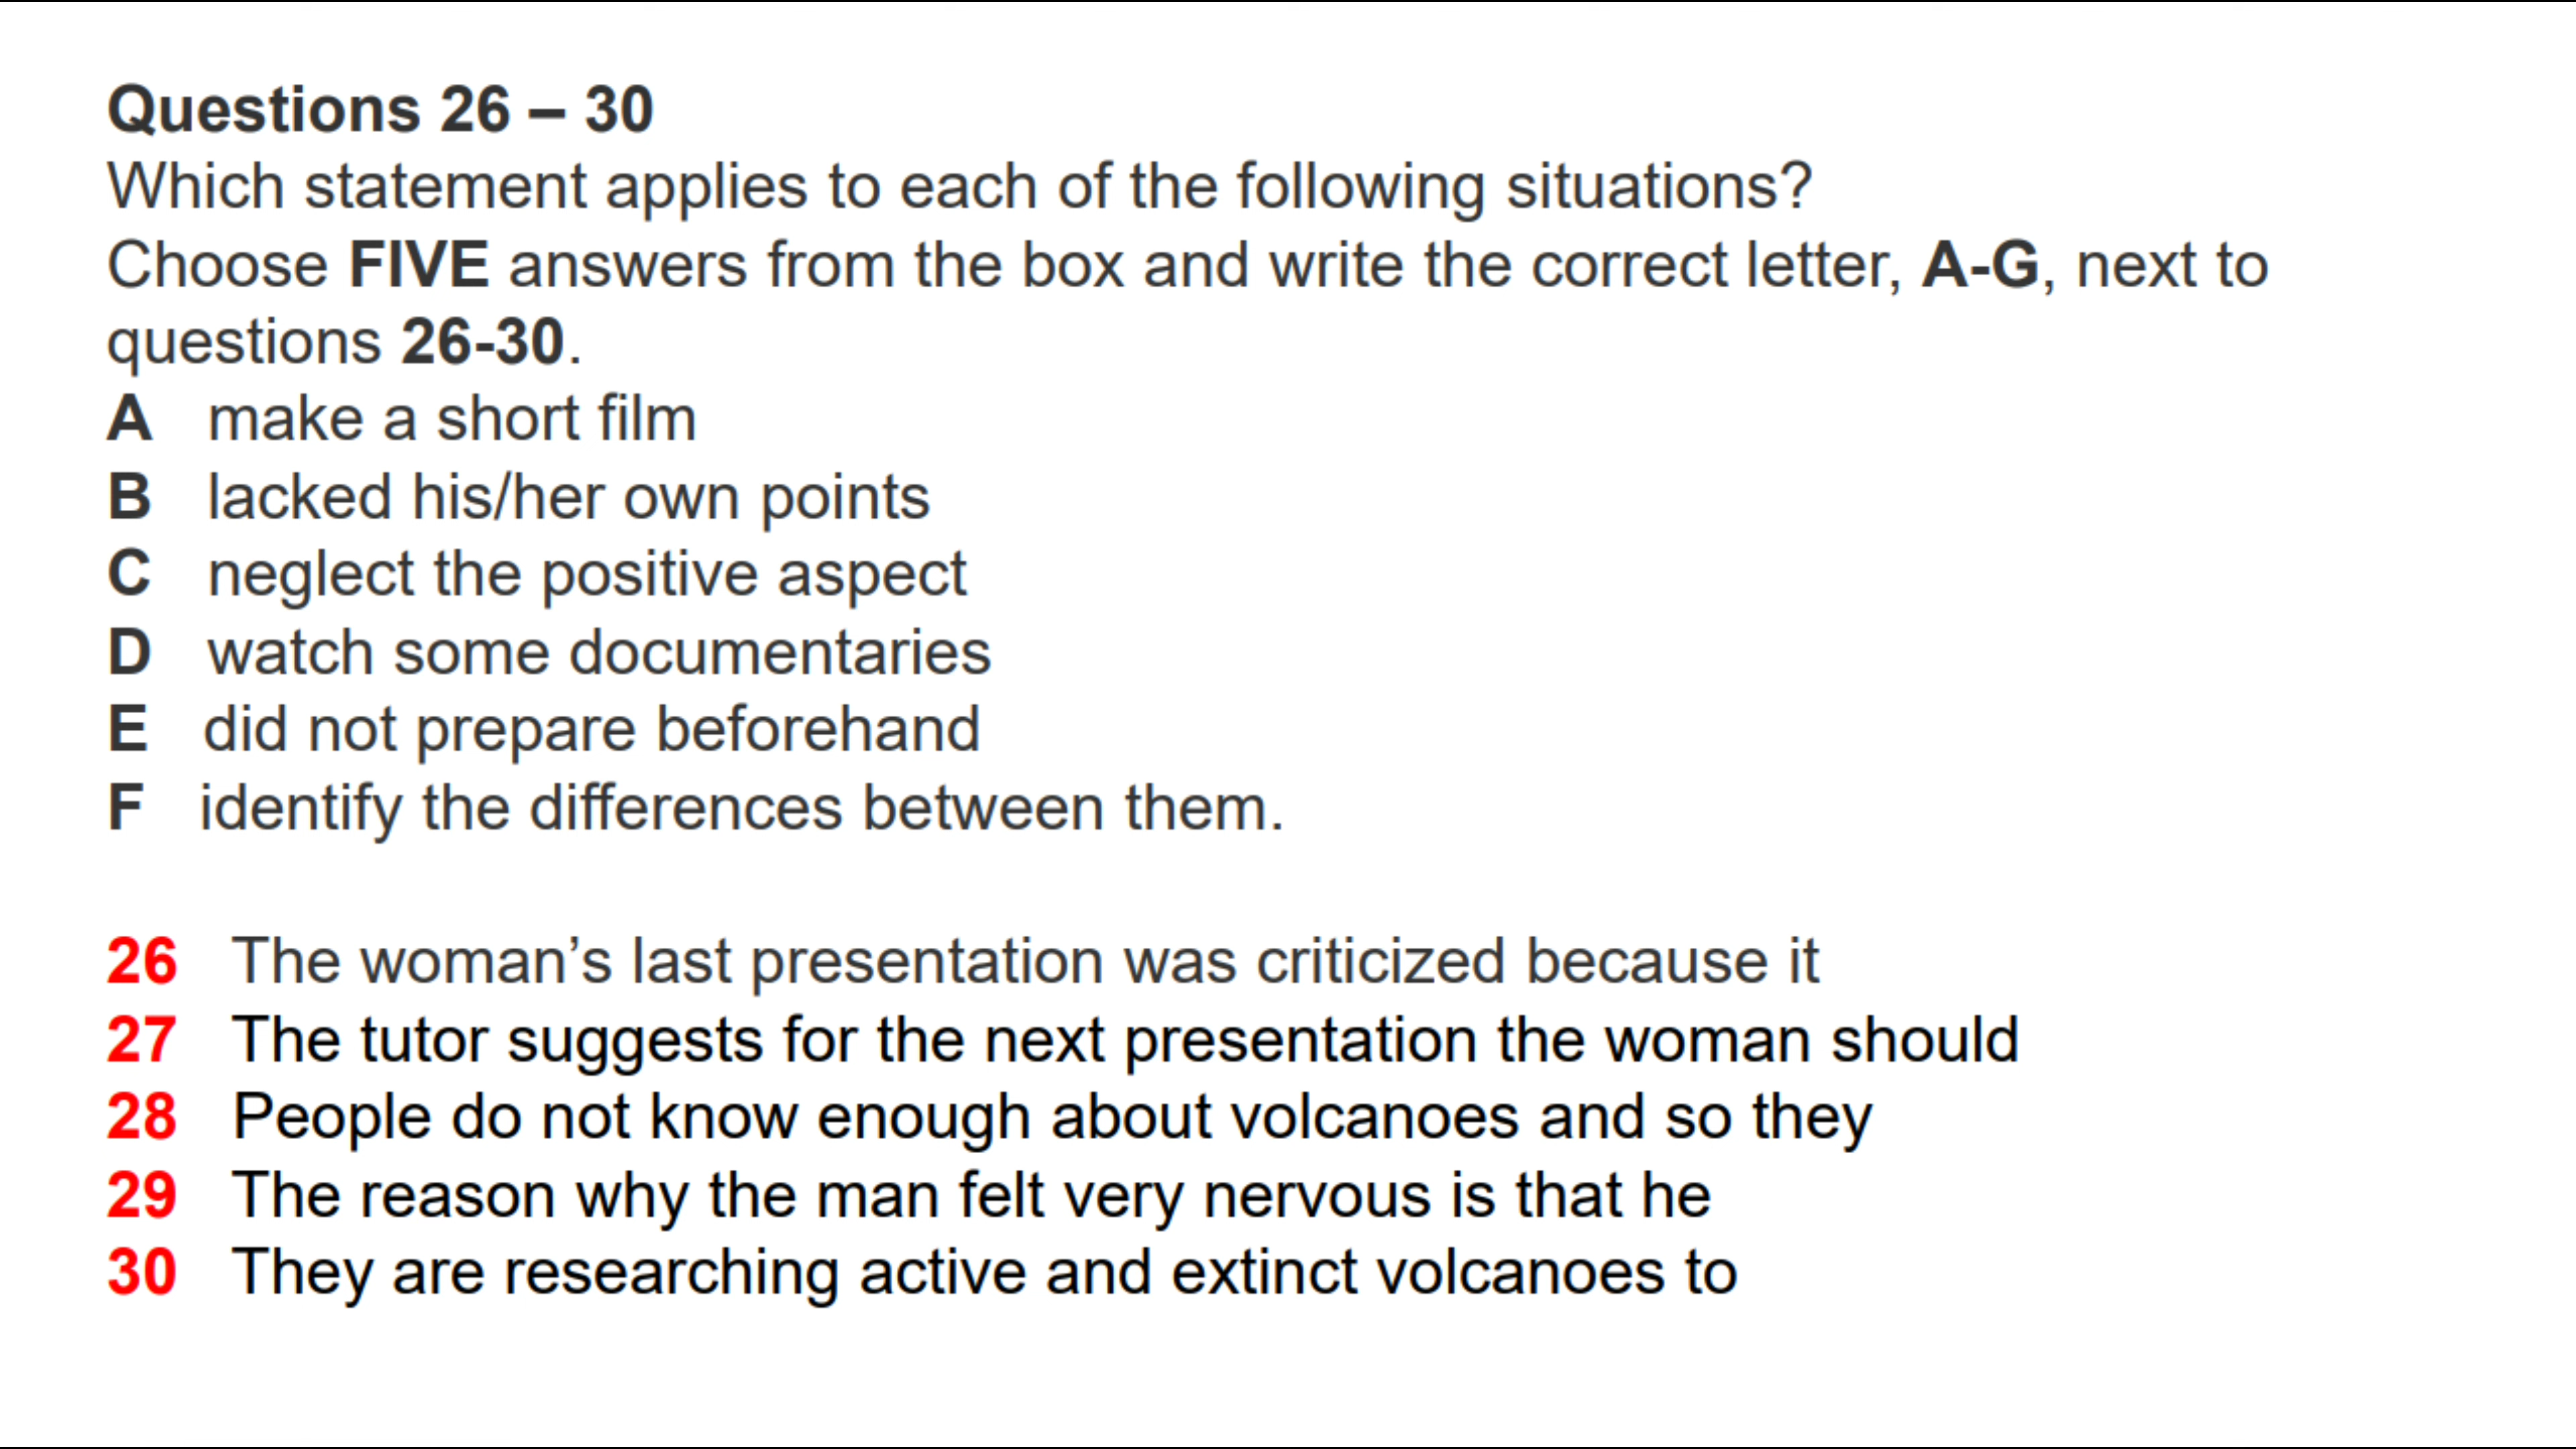 Questions 26 – 30
Which statement applies to each of the following situations?
Choose FIVE answers from the box and write the correct letter, A-G, next to
questions 26-30.
A make a short film
B lacked his/her own points
C neglect the positive aspect
D watch some documentaries
E did not prepare beforehand
F identify the differences between them.
26 The woman’s last presentation was criticized because it
27 The tutor suggests for the next presentation the woman should
28 People do not know enough about volcanoes and so they
29 The reason why the man felt very nervous is that he
30 They are researching active and extinct volcanoes to